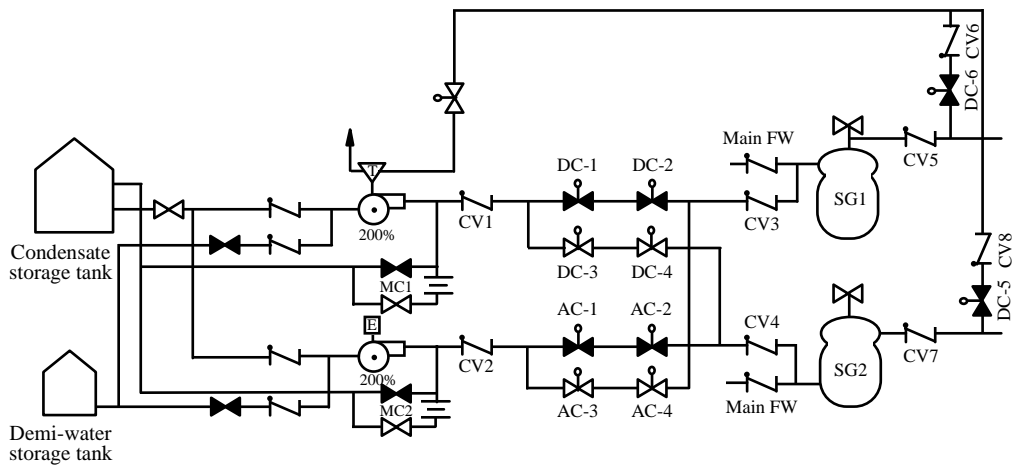 CV6
DC-6
Main FW
T
DC-1
DC-2
CV5
SG1
Condensate
storage tank
200%
CV1
CV3
CV8
DC-3
DC-4
MC1
DC-5
E
AC-1
AC-2
CV4
200%
CV2
SG2
CV7
MC2
AC-3
AC-4
Main FW
Demi-water
storage tank